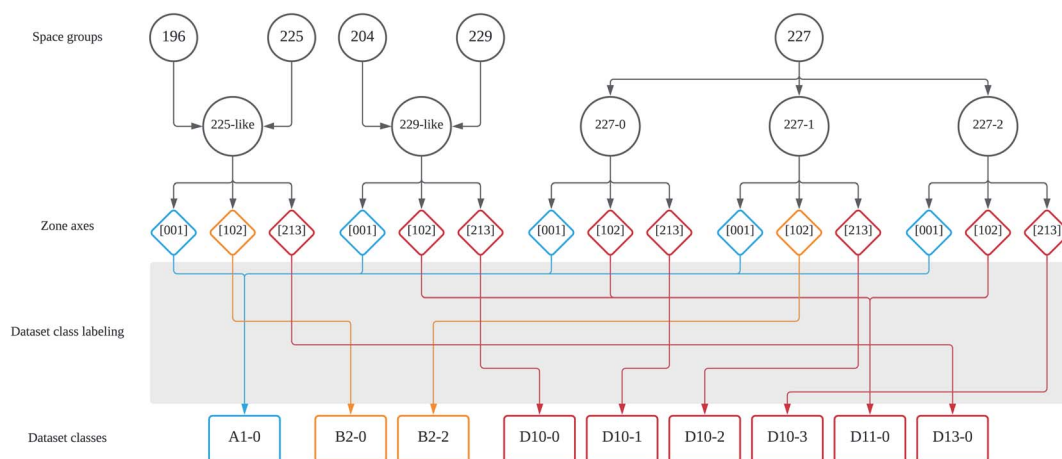 Space groups
196 225 204 229 227
225-like 229-like 227-0 227-1 227-2
Zone axes
[001] [102] [213] [001] [102] [213] [001] [102] [213] [001] [102] [213] [001] [102] [213]
Dataset class labeling
Dataset classes
A1-0 B2-0 B2-2 D10-0 D10-1 D10-2 D10-3 D11-0 D13-0